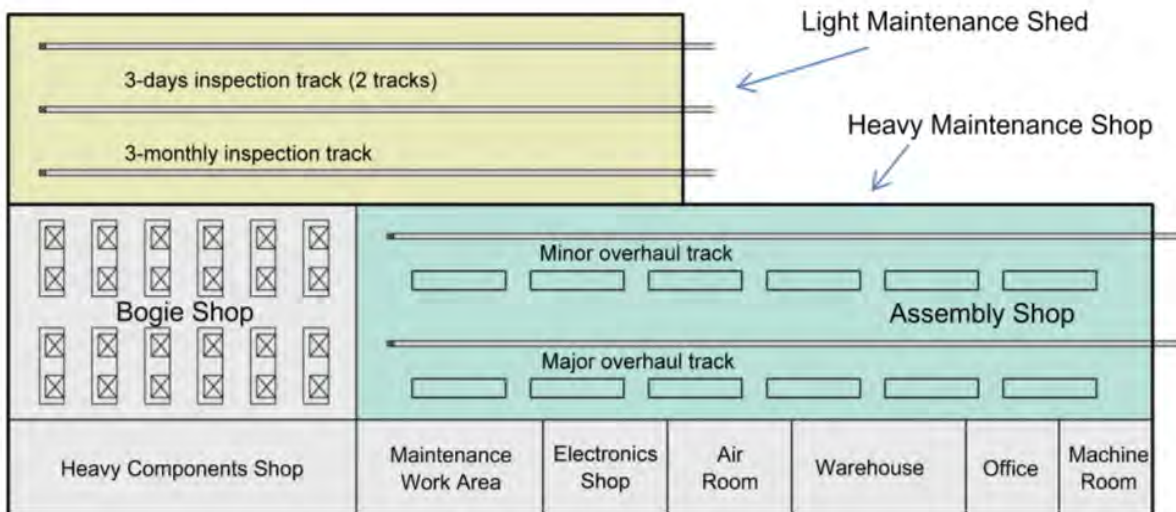 Light Maintenance Shed
3-days inspection track (2 tracks)
3-monthly inspection track
Heavy Maintenance Shop
Minor overhaul track
Bogie Shop
Assembly Shop
Major overhaul track
Heavy Components Shop
Maintenance
Work Area
Electronics
Shop
Air
Room
Warehouse
Office
Machine
Room